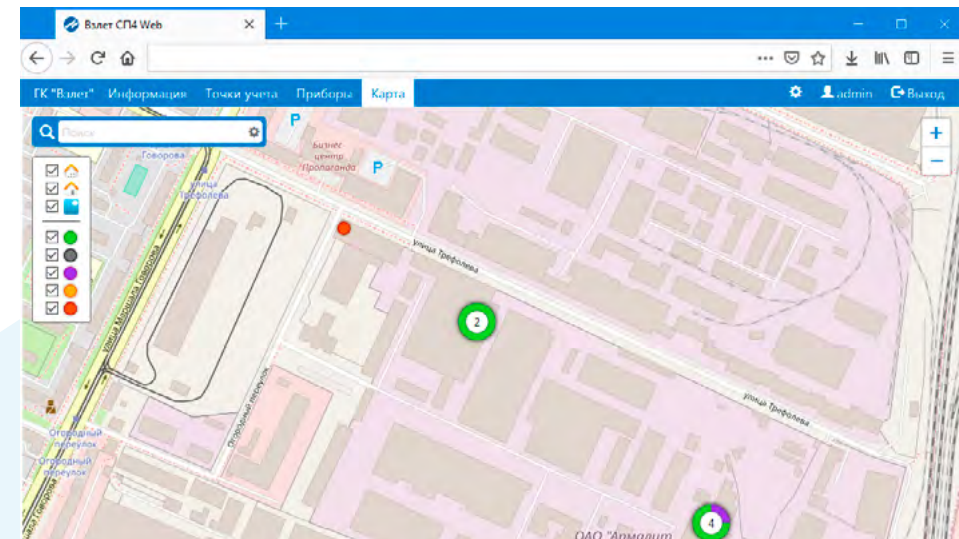 Взлет СП4 Web
ГК "Взлет" Информация Точки учета Приборы Карта admin Выход
Поиск
P
Бизнес
центр
"Пропаганда
P
Говорова
улица
Трефолева
улица Трефолева
улица Маршала Говорова
2
Огородный переулок
улица Трефолева
Огородный
переулок
Огородный
переулок
4
ОАО "Армалит